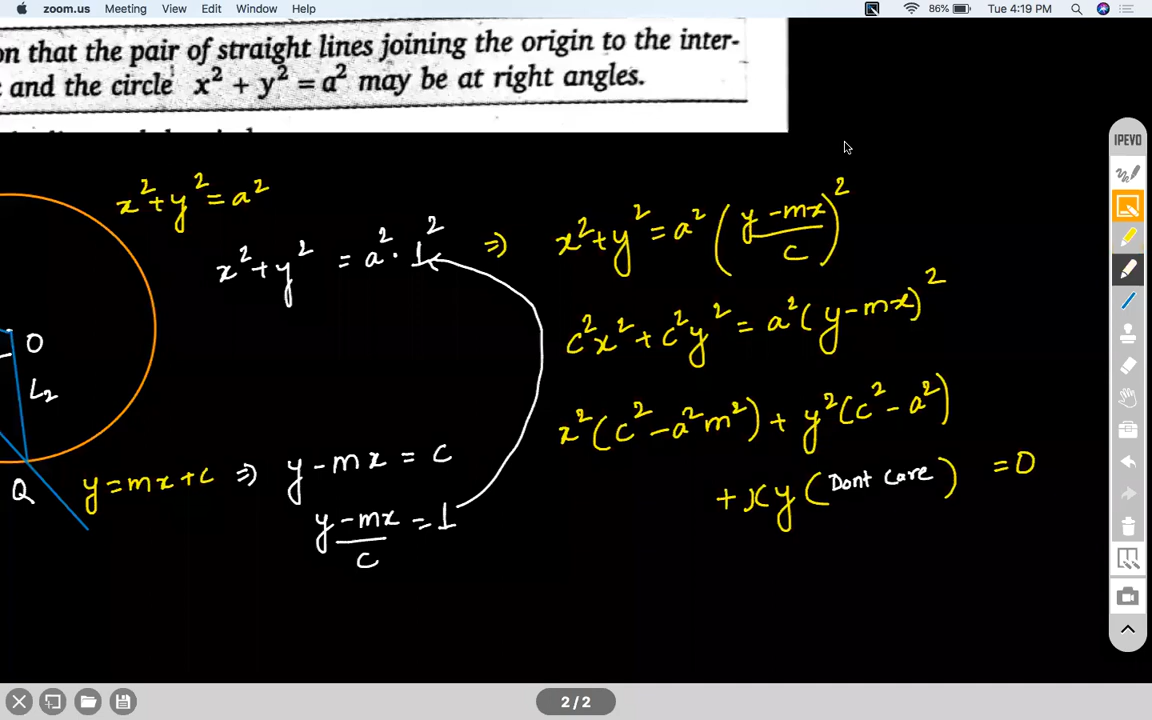 zoom.us Meeting View Edit Window Help 86% Tue 4:19 PM
on that the pair of straight lines joining the origin to the inter-
and the circle x² + y² = a² may be at right angles.
IPEVO
x² + y² = a²
x² + y² = a² · 1² ⇒ x² + y² = a² ((y - mx)/c)²
c²x² + c²y² = a² (y - mx)²
O
L₂
x² (c² - a²m²) + y² (c² - a²)
+ xy (Dont care) = 0
Q
y = mx + c ⇒ y - mx = c
(y - mx)/c = 1
2/2